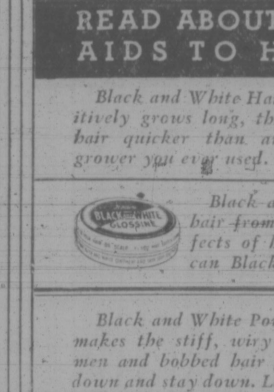 READ ABOUT
AIDS TO H
Black and White Ha
itively grows long, th
hair quicker than a
grower you ever used.
BLACK AND WHITE
GLOSSINE
Black a
hair from
fects of h
can Black
Black and White Po
makes the stiff, wiry
men and bobbed hair
down and stay down. L